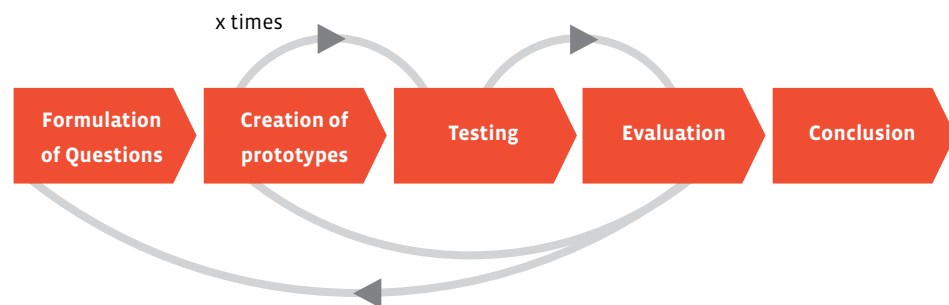 x times
Formulation
of Questions
Creation of
prototypes
Testing
Evaluation
Conclusion